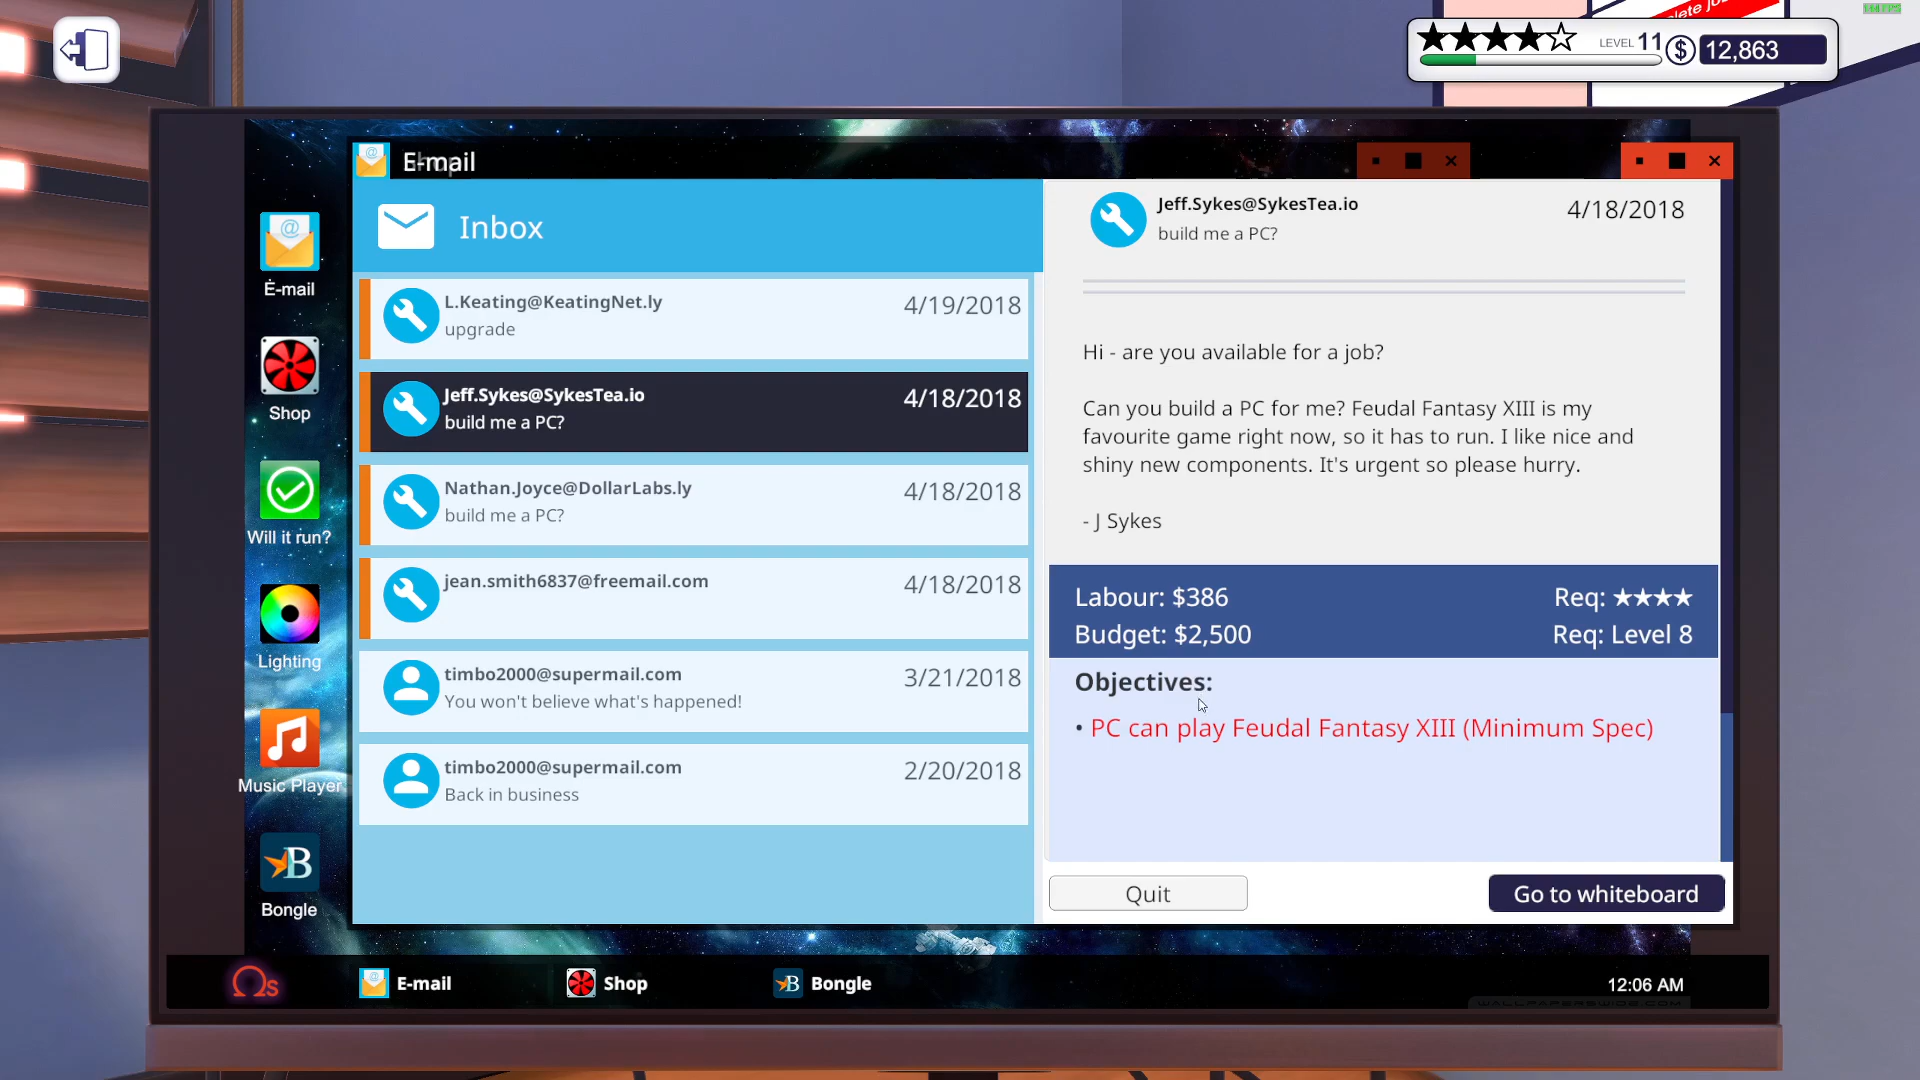 LEVEL 11
$ 12,863
E-mail
E-mail
Shop
Will it run?
Lighting
Music Player
Bongle
Inbox
L.Keating@KeatingNet.ly
4/19/2018
upgrade
Jeff.Sykes@SykesTea.io
4/18/2018
build me a PC?
Nathan.Joyce@DollarLabs.ly
4/18/2018
build me a PC?
jean.smith6837@freemail.com
4/18/2018
timbo2000@supermail.com
3/21/2018
You won't believe what's happened!
timbo2000@supermail.com
2/20/2018
Back in business
Jeff.Sykes@SykesTea.io
4/18/2018
build me a PC?
Hi - are you available for a job?
Can you build a PC for me? Feudal Fantasy XIII is my
favourite game right now, so it has to run. I like nice and
shiny new components. It's urgent so please hurry.
- J Sykes
Labour: $386
Req: ★★★★
Budget: $2,500
Req: Level 8
Objectives:
• PC can play Feudal Fantasy XIII (Minimum Spec)
Quit
Go to whiteboard
E-mail
Shop
Bongle
12:06 AM